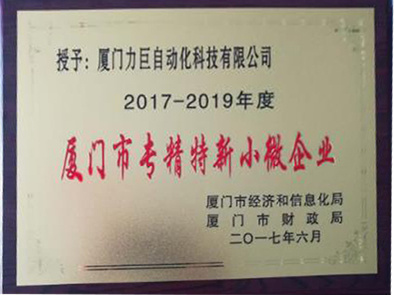 授予：厦门力巨自动化科技有限公司
2017-2019年度
厦门市专精特新小微企业
厦门市经济和信息化局
厦门市财政局
二〇一七年六月